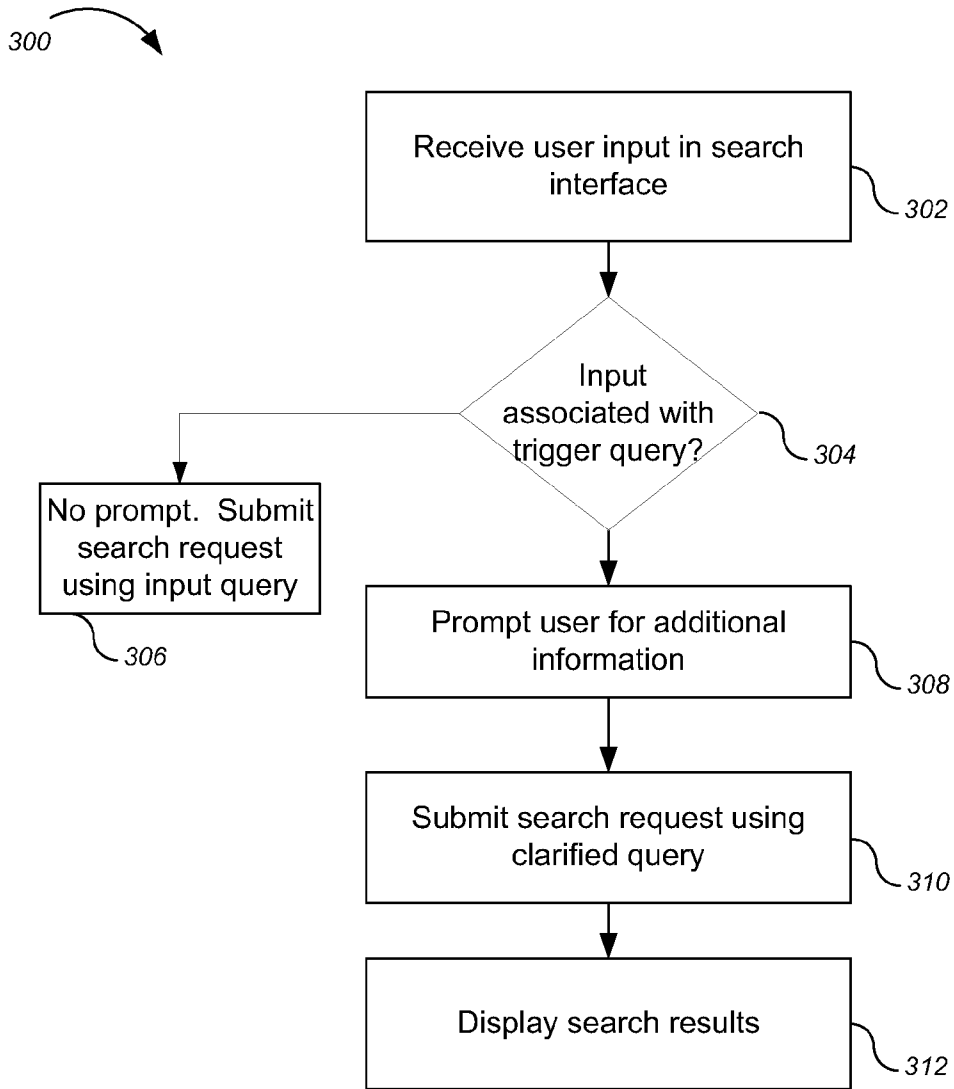 300
Receive user input in search
interface
302
Input
associated with
trigger query?
304
No prompt.  Submit
search request
using input query
306
Prompt user for additional
information
308
Submit search request using
clarified query
310
Display search results
312